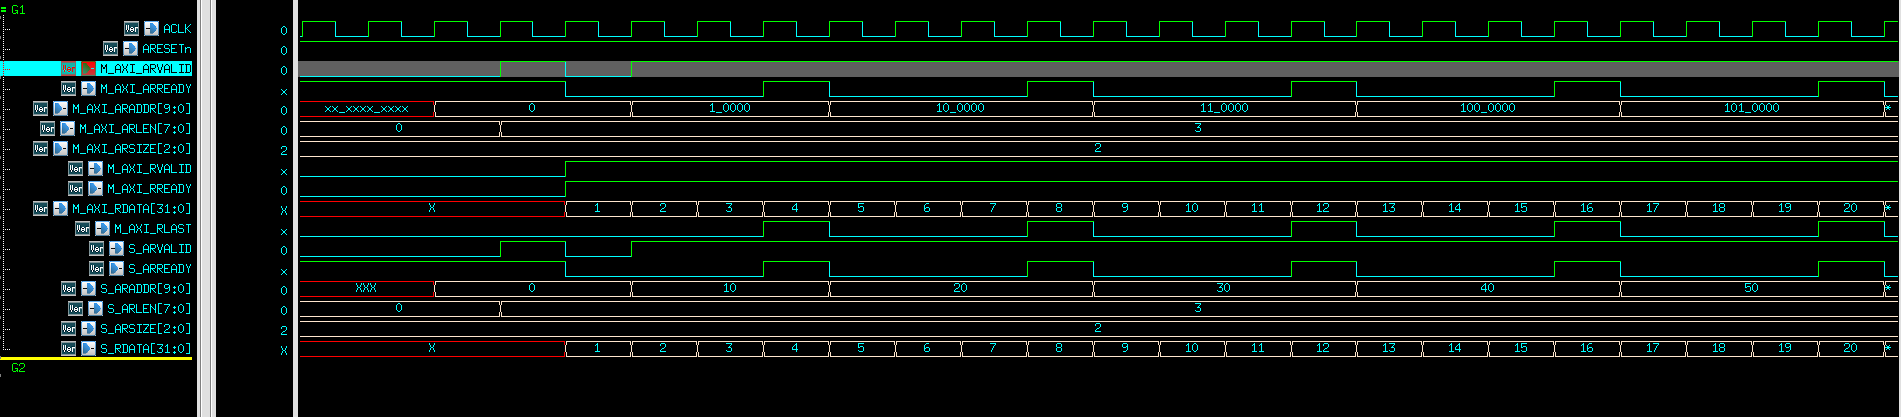 G1
Ver ACLK 0
Ver ARESETn 0
Ver M_AXI_ARVALID 0
Ver M_AXI_ARREADY x
Ver M_AXI_ARADDR[9:0] 0 xx_xxxx_xxxx 0 1_0000 10_0000 11_0000 100_0000 101_0000 *
Ver M_AXI_ARLEN[7:0] 0 0 3
Ver M_AXI_ARSIZE[2:0] 2 2
Ver M_AXI_RVALID x
Ver M_AXI_RREADY 0
Ver M_AXI_RDATA[31:0] X X 1 2 3 4 5 6 7 8 9 10 11 12 13 14 15 16 17 18 19 20 *
Ver M_AXI_RLAST x
Ver S_ARVALID 0
Ver S_ARREADY x
Ver S_ARADDR[9:0] 0 XXX 0 10 20 30 40 50 *
Ver S_ARLEN[7:0] 0 0 3
Ver S_ARSIZE[2:0] 2 2
Ver S_RDATA[31:0] X X 1 2 3 4 5 6 7 8 9 10 11 12 13 14 15 16 17 18 19 20 *
G2